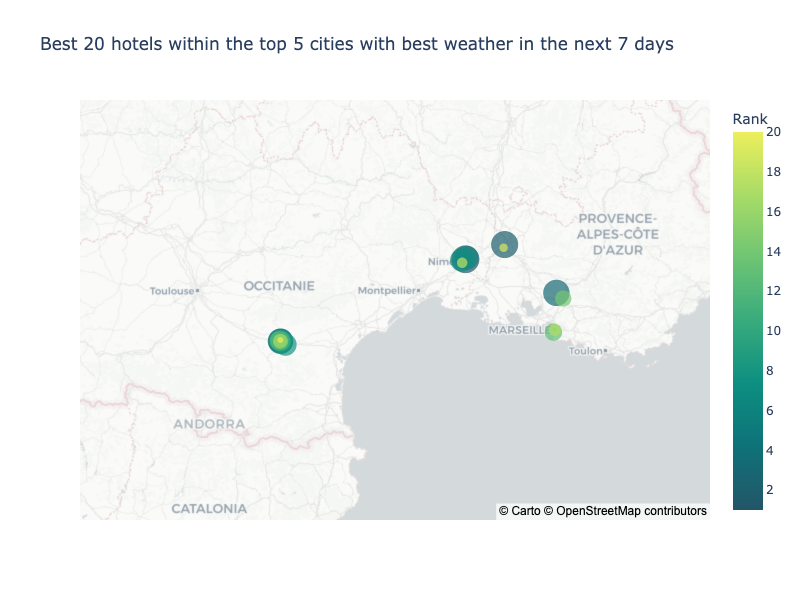 Best 20 hotels within the top 5 cities with best weather in the next 7 days
Rank
20
18
16
14
12
10
8
6
4
2
PROVENCE-
ALPES-CÔTE
D'AZUR
Nim
OCCITANIE
Toulouse
Montpellier
MARSEILLE
Toulon
ANDORRA
CATALONIA
© Carto © OpenStreetMap contributors